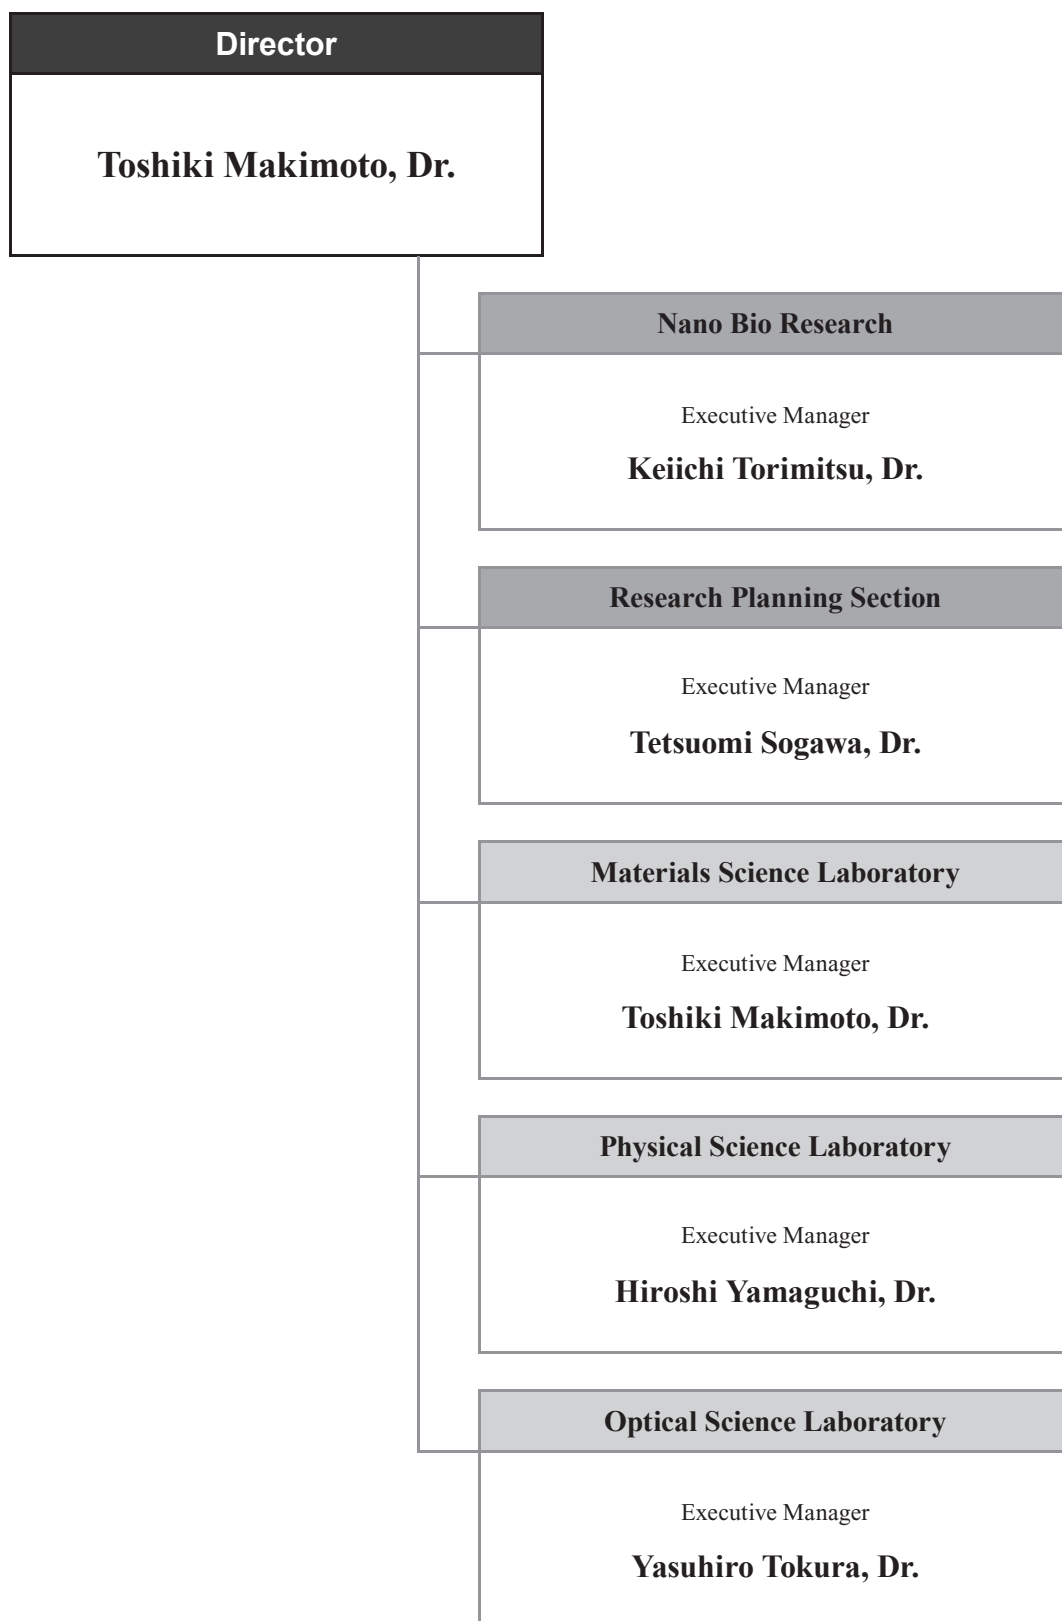 Director
Toshiki Makimoto, Dr.
Nano Bio Research
Executive Manager
Keiichi Torimitsu, Dr.
Research Planning Section
Executive Manager
Tetsuomi Sogawa, Dr.
Materials Science Laboratory
Executive Manager
Toshiki Makimoto, Dr.
Physical Science Laboratory
Executive Manager
Hiroshi Yamaguchi, Dr.
Optical Science Laboratory
Executive Manager
Yasuhiro Tokura, Dr.